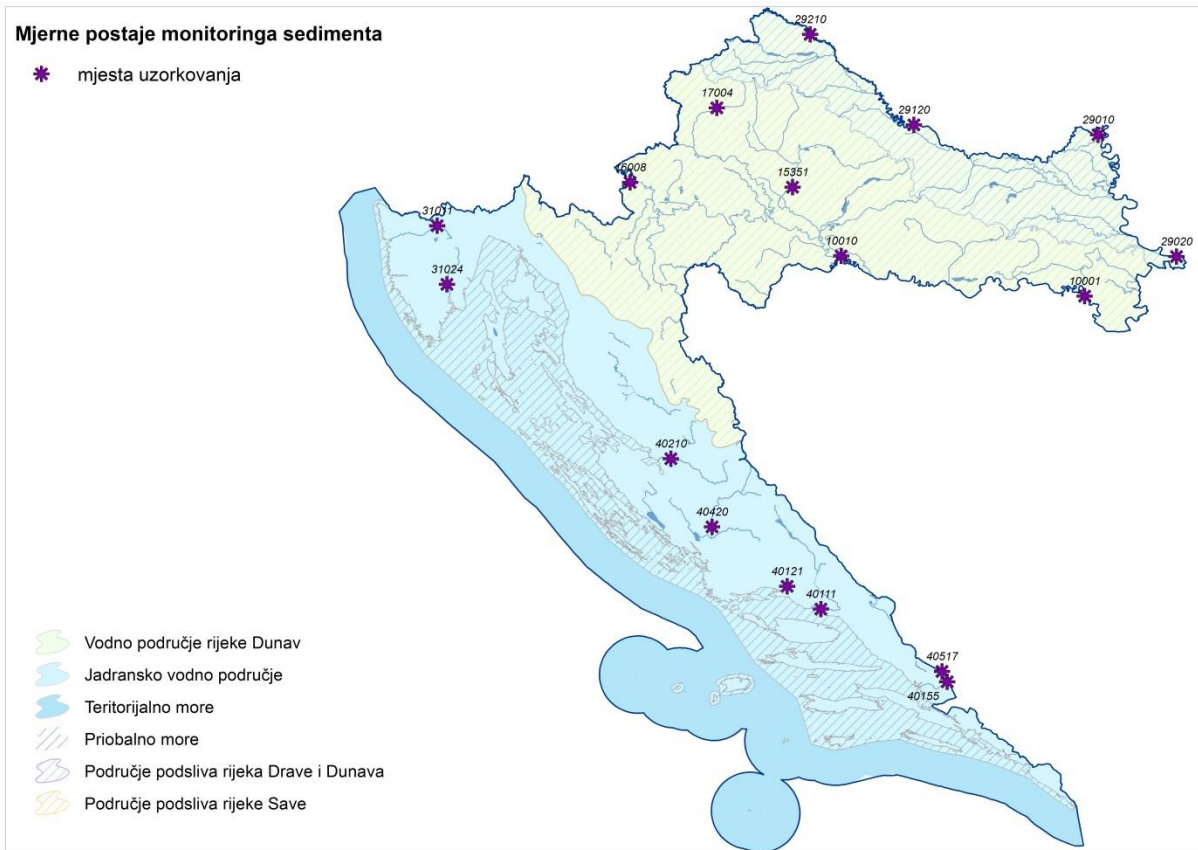 Mjerne postaje monitoringa sedimenta
mjesta uzorkovanja
29210
17004
29120
29010
16008
15351
31011
10010
29020
31024
10001
40210
40420
40121
40111
40517
40155
Vodno područje rijeke Dunav
Jadransko vodno područje
Teritorijalno more
Priobalno more
Područje podsliva rijeka Drave i Dunava
Područje podsliva rijeke Save